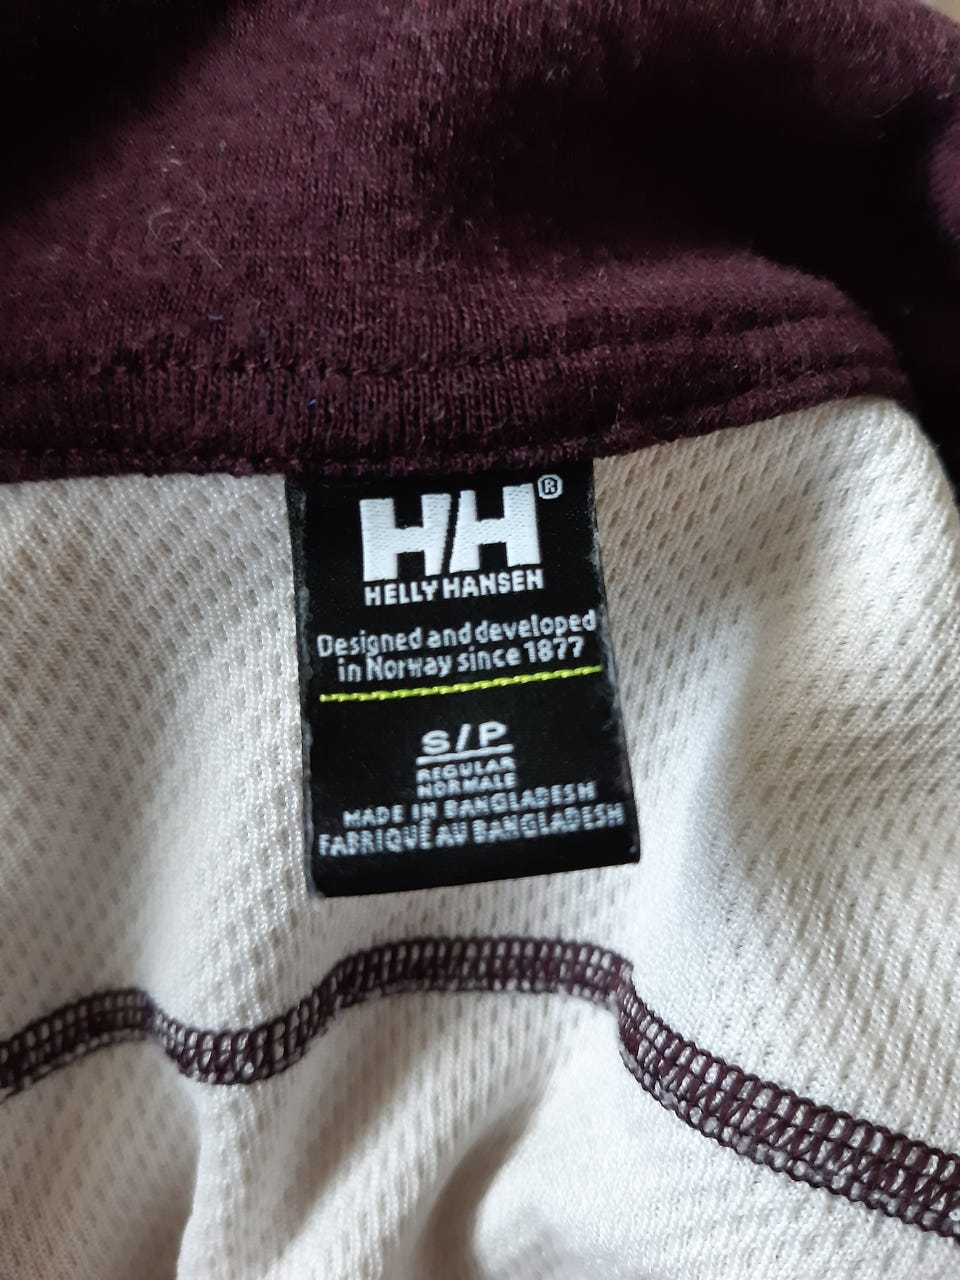 HH®
HELLY HANSEN
Designed and developed
in Norway since 1877
S/P
REGULAR
NORMALE
MADE IN BANGLADESH
FABRIQUÉ AU BANGLADESH